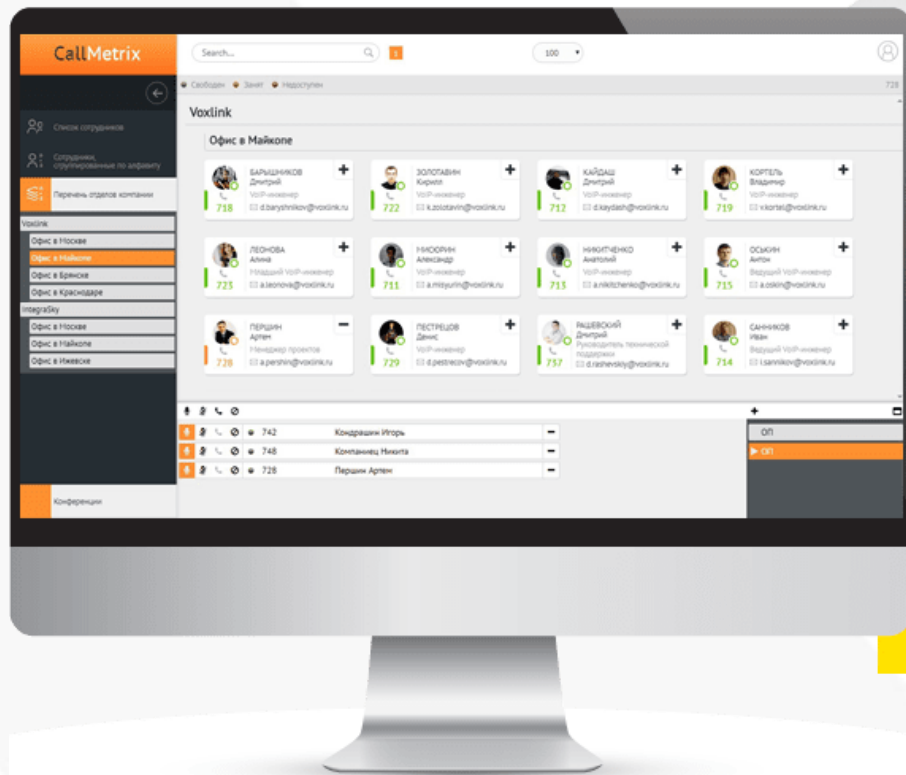 CallMetrix
Search...
1
100
Свободен Занят Недоступен
728
Список сотрудников
Сотрудники,
сгруппированные по алфавиту
Перечень отделов компании
Voxlink
Офис в Москве
Офис в Майкопе
Офис в Брянске
Офис в Краснодаре
IntegraSky
Офис в Москве
Офис в Майкопе
Офис в Ижевске
Конференции
Voxlink
Офис в Майкопе
БАРЫШНИКОВ
Дмитрий
VoIP-инженер
718 d.baryshnikov@voxlink.ru
ЗОЛОТАВИН
Кирилл
VoIP-инженер
722 k.zolotavin@voxlink.ru
КАЙДАШ
Дмитрий
VoIP-инженер
712 d.kaydash@voxlink.ru
КОРТЕЛЬ
Владимир
VoIP-инженер
719 v.kortel@voxlink.ru
ЛЕОНОВА
Алина
Младший VoIP-инженер
723 a.leonova@voxlink.ru
МИСЮРИН
Александр
VoIP-инженер
711 a.misyurin@voxlink.ru
НИКИТЧЕНКО
Анатолий
VoIP-инженер
713 a.nikitchenko@voxlink.ru
ОСЬКИН
Антон
Ведущий VoIP-инженер
715 a.oskin@voxlink.ru
ПЕРШИН
Артем
Менеджер проектов
728 a.pershin@voxlink.ru
ПЕСТРЕЦОВ
Денис
VoIP-инженер
729 d.pestrecov@voxlink.ru
РАШЕВСКИЙ
Дмитрий
Руководитель технической
поддержки
737 d.rashevskiy@voxlink.ru
САННИКОВ
Иван
Ведущий VoIP-инженер
714 i.sannikov@voxlink.ru
742 Кондрашин Игорь
748 Компаниец Никита
728 Першин Артем
ОП
ОП